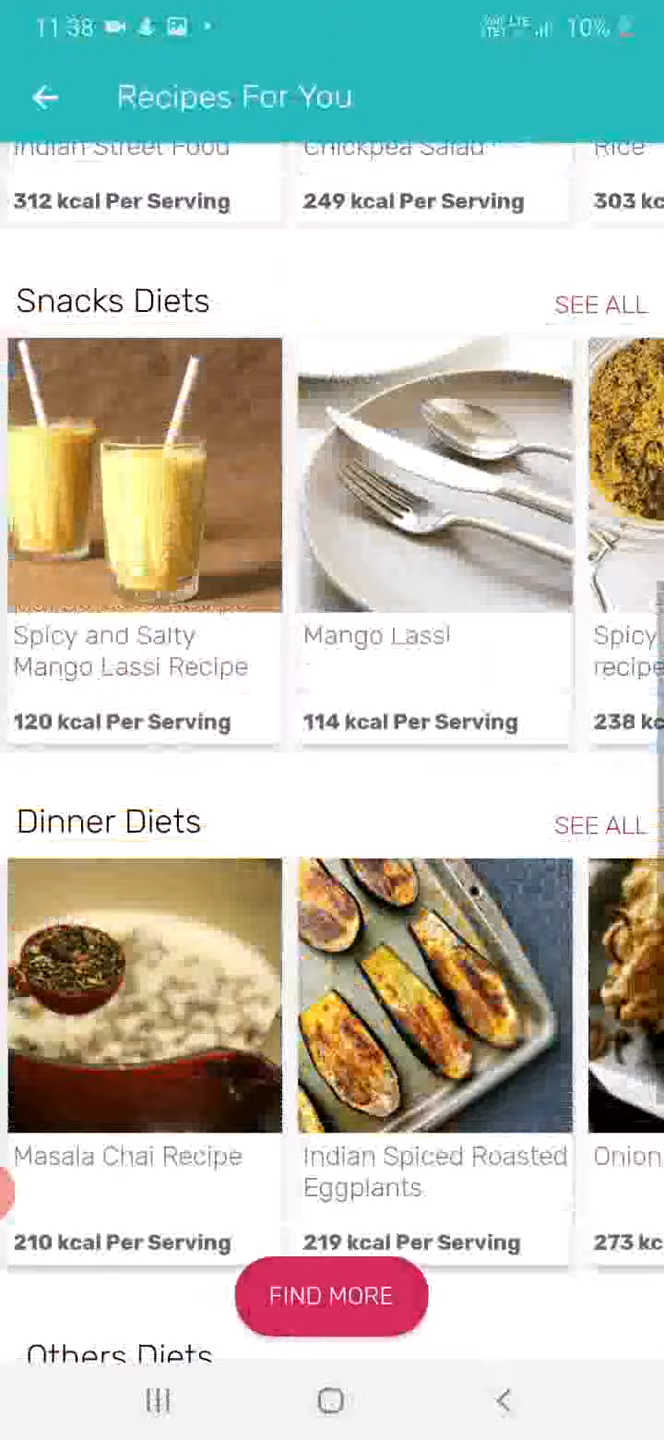 11:38
10%
Recipes For You
Indian Street Food
Chickpea Salad
Rice
312 kcal Per Serving
249 kcal Per Serving
303 kc
Snacks Diets
SEE ALL
Spicy and Salty
Mango Lassi Recipe
Mango Lassi
Spicy
recipe
120 kcal Per Serving
114 kcal Per Serving
238 kc
Dinner Diets
SEE ALL
Masala Chai Recipe
Indian Spiced Roasted
Eggplants
Onion
210 kcal Per Serving
219 kcal Per Serving
273 kc
FIND MORE
Others Diets